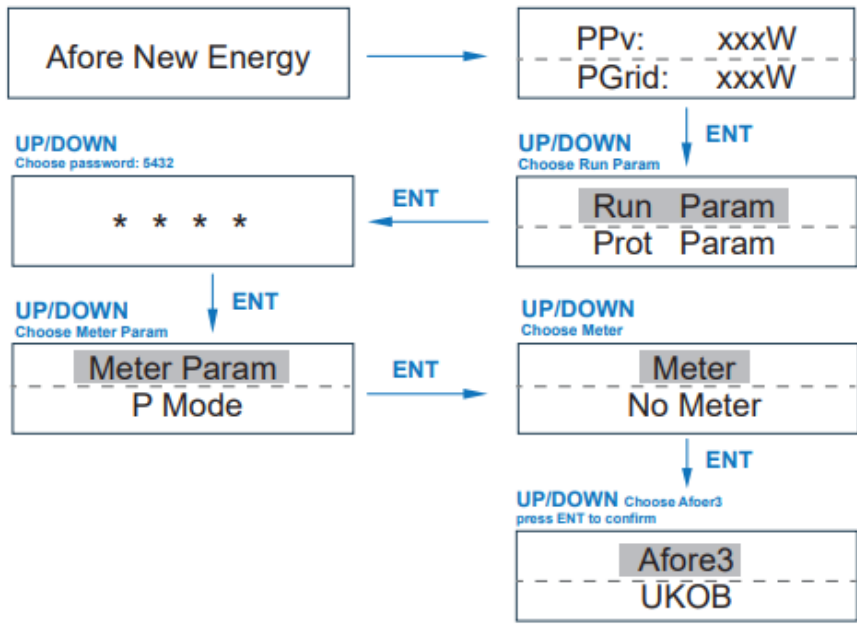 Afore New Energy
PPv: xxxW
PGrid: xxxW
ENT
UP/DOWN
Choose Run Param
Run Param
Prot Param
ENT
UP/DOWN
Choose password: 5432
* * * *
ENT
UP/DOWN
Choose Meter Param
Meter Param
P Mode
ENT
UP/DOWN
Choose Meter
Meter
No Meter
ENT
UP/DOWN Choose Afoer3
press ENT to confirm
Afore3
UKOB